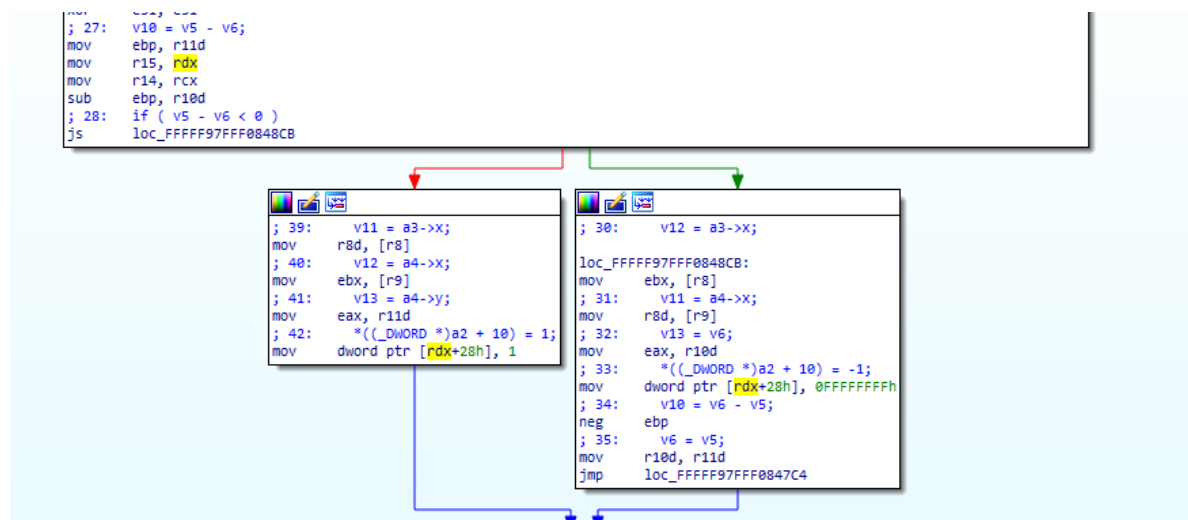 ; 27:   v10 = v5 - v6;
mov     ebp, r11d
mov     r15, rdx
mov     r14, rcx
sub     ebp, r10d
; 28:   if ( v5 - v6 < 0 )
js      loc_FFFFF97FFF0848CB
; 39:     v11 = a3->x;
mov     r8d, [r8]
; 40:     v12 = a4->x;
mov     ebx, [r9]
; 41:     v13 = a4->y;
mov     eax, r11d
; 42:     *((_DWORD *)a2 + 10) = 1;
mov     dword ptr [rdx+28h], 1
; 30:     v12 = a3->x;
loc_FFFFF97FFF0848CB:
mov     ebx, [r8]
; 31:     v11 = a4->x;
mov     r8d, [r9]
; 32:     v13 = v6;
mov     eax, r10d
; 33:     *((_DWORD *)a2 + 10) = -1;
mov     dword ptr [rdx+28h], 0FFFFFFFFh
; 34:     v10 = v6 - v5;
neg     ebp
; 35:     v6 = v5;
mov     r10d, r11d
jmp     loc_FFFFF97FFF0847C4